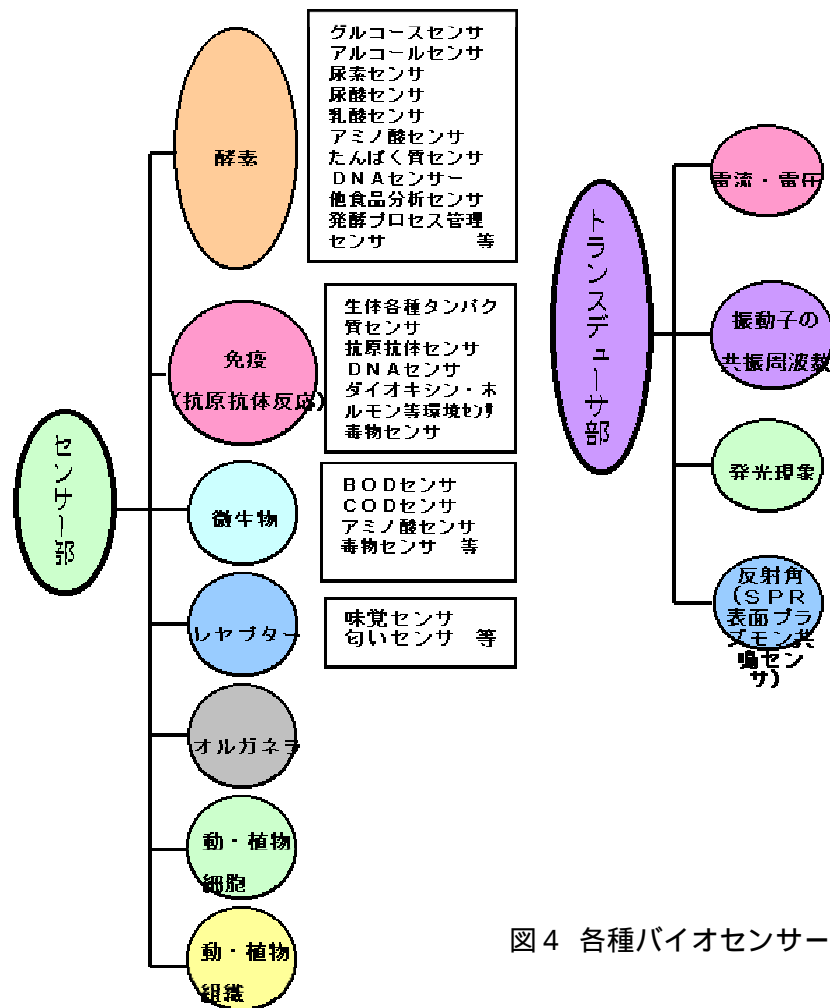 センサー部
酵素
グルコースセンサ
アルコールセンサ
尿素センサ
尿酸センサ
乳酸センサ
アミノ酸センサ
たんぱく質センサ
ＤＮＡセンサー
他食品分析センサ
発酵プロセス管理
センサ　　　等
免疫
(抗原抗体反応)
生体各種タンパク
質センサ
抗原抗体センサ
ＤＮＡセンサ
ダイオキシン・ホ
ルモン等環境ｾﾝｻ
毒物センサ
微生物
ＢＯＤセンサ
ＣＯＤセンサ
アミノ酸センサ
毒物センサ　等
レセプター
味覚センサ
匂いセンサ　等
オルガネラ
動・植物
細胞
動・植物
組織
トランスデューサ部
電流・電圧
振動子の
共振周波数
発光現象
反射角
(ＳＰＲ
表面プラ
ズモン共
鳴セン
サ)
図４ 各種バイオセンサー